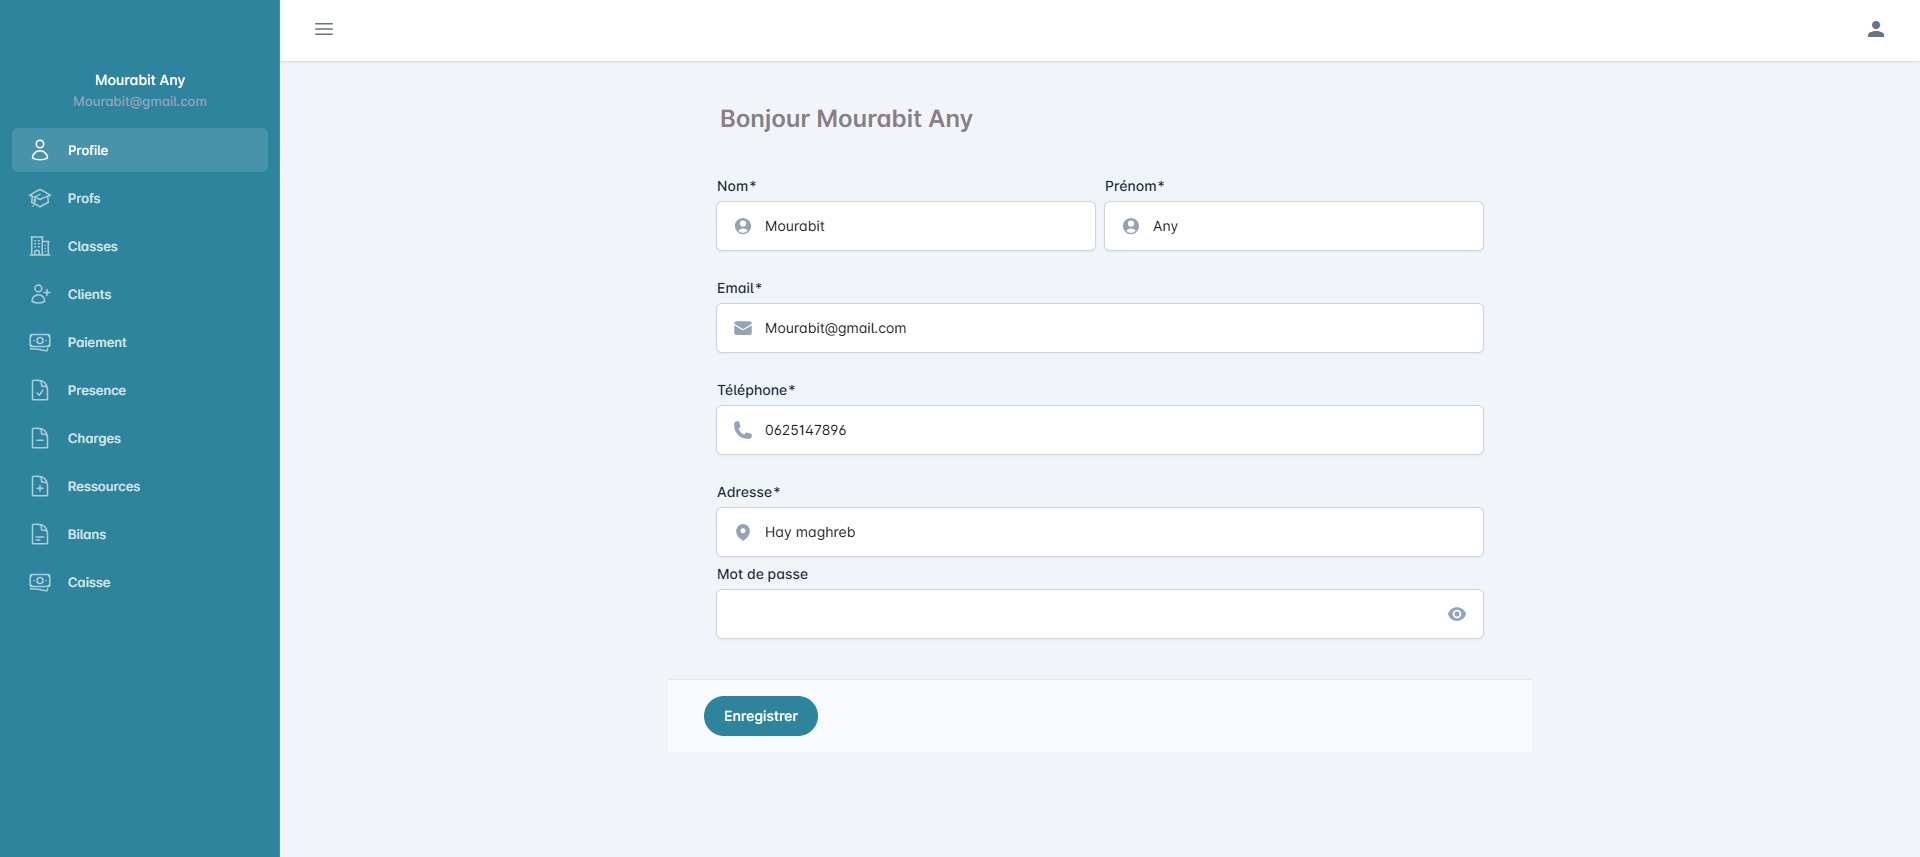 Mourabit Any
Mourabit@gmail.com
Profile
Profs
Classes
Clients
Paiement
Presence
Charges
Ressources
Bilans
Caisse
Bonjour Mourabit Any
Nom* Prénom*
Mourabit Any
Email*
Mourabit@gmail.com
Téléphone*
0625147896
Adresse*
Hay maghreb
Mot de passe
Enregistrer